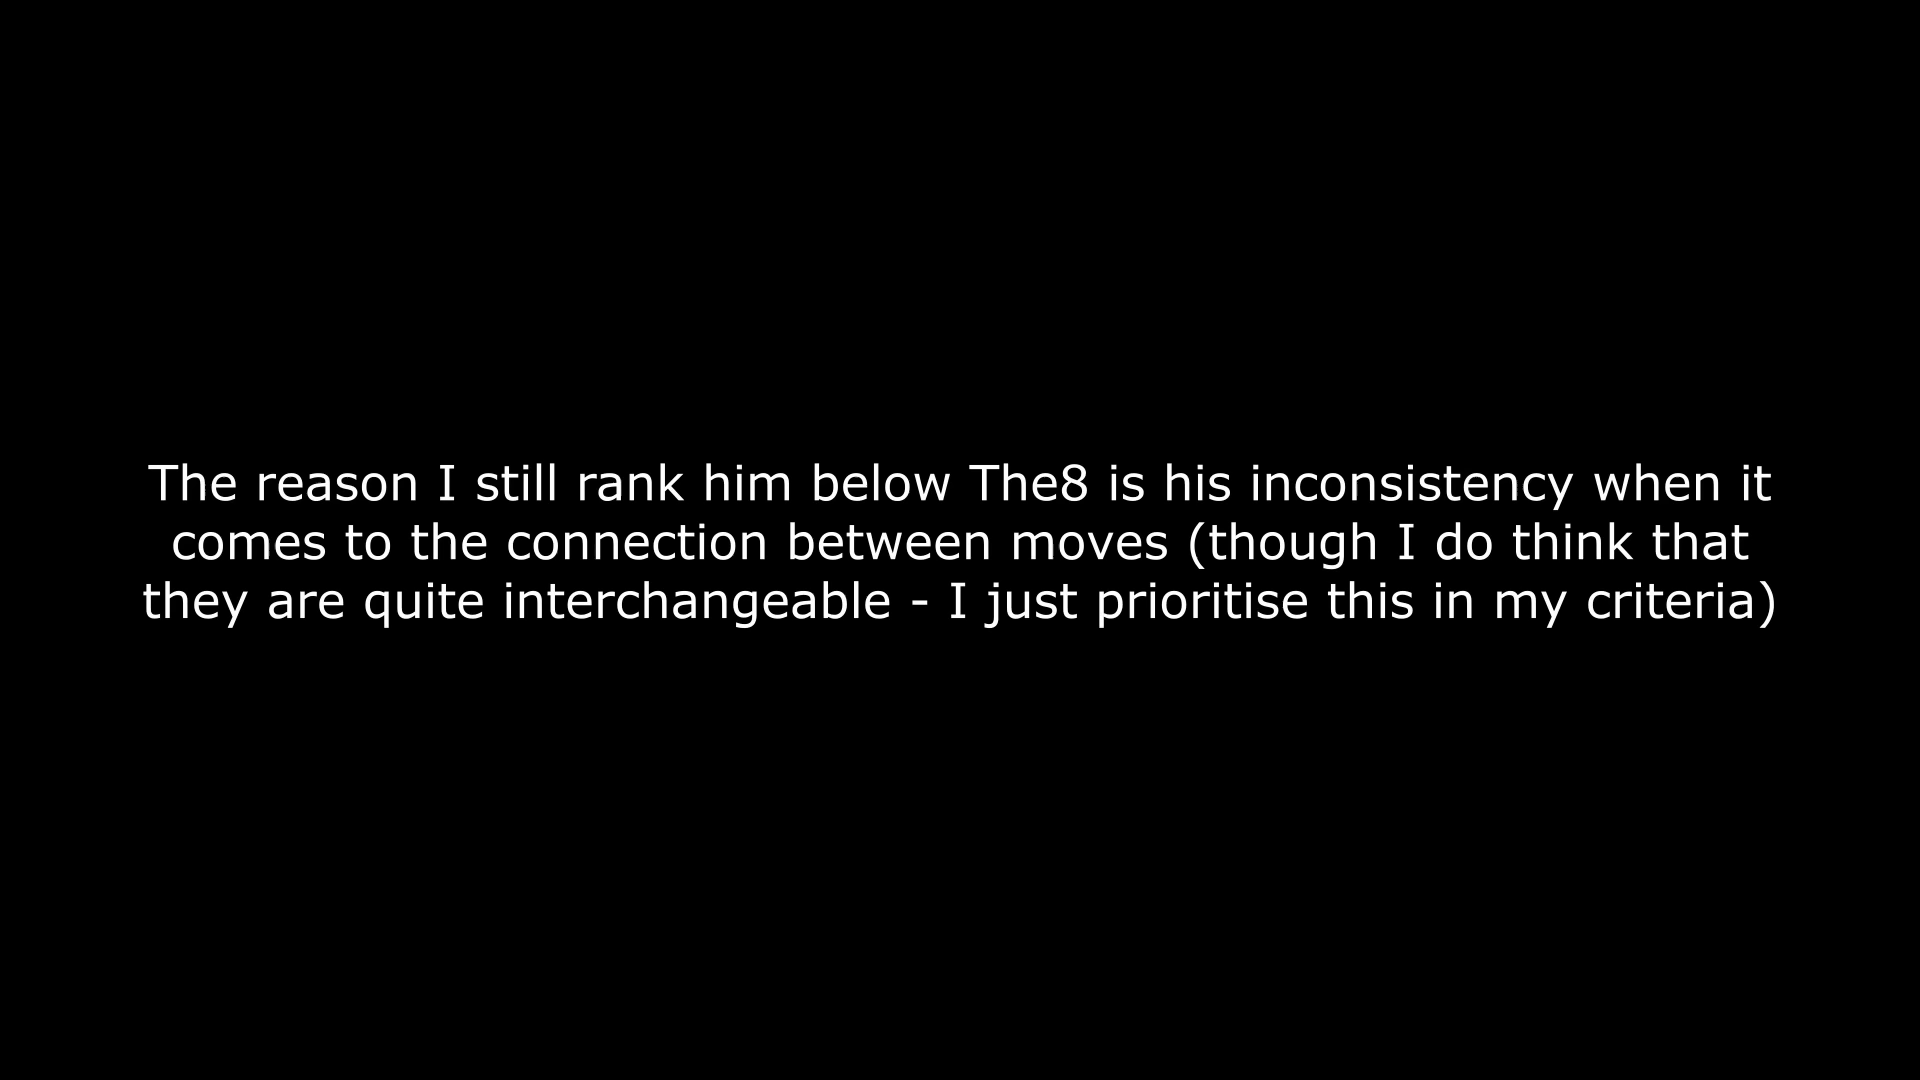 The reason I still rank him below The8 is his inconsistency when it
comes to the connection between moves (though I do think that
they are quite interchangeable - I just prioritise this in my criteria)